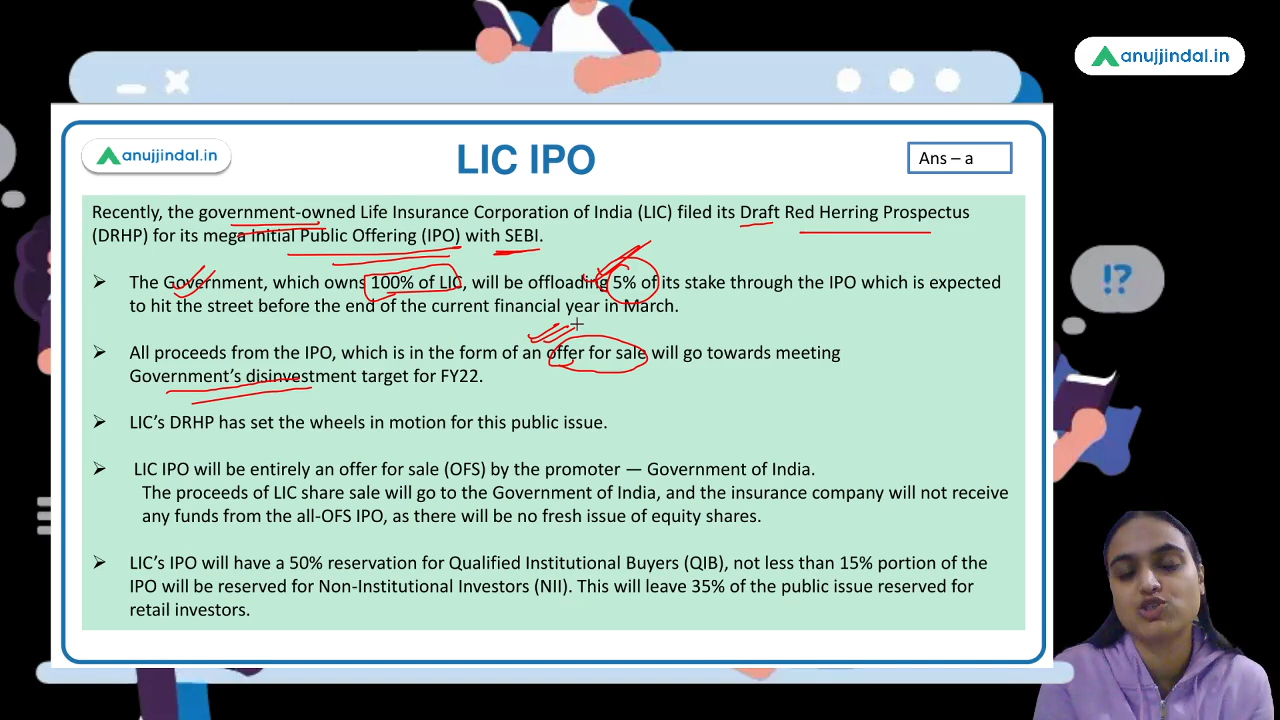 anujjindal.in
anujjindal.in
LIC IPO
Ans – a
Recently, the government-owned Life Insurance Corporation of India (LIC) filed its Draft Red Herring Prospectus
(DRHP) for its mega Initial Public Offering (IPO) with SEBI.
➢ The Government, which owns 100% of LIC, will be offloading 5% of its stake through the IPO which is expected
to hit the street before the end of the current financial year in March.
➢ All proceeds from the IPO, which is in the form of an offer for sale will go towards meeting
Government's disinvestment target for FY22.
➢ LIC's DRHP has set the wheels in motion for this public issue.
➢ LIC IPO will be entirely an offer for sale (OFS) by the promoter — Government of India.
The proceeds of LIC share sale will go to the Government of India, and the insurance company will not receive
any funds from the all-OFS IPO, as there will be no fresh issue of equity shares.
➢ LIC's IPO will have a 50% reservation for Qualified Institutional Buyers (QIB), not less than 15% portion of the
IPO will be reserved for Non-Institutional Investors (NII). This will leave 35% of the public issue reserved for
retail investors.
!?